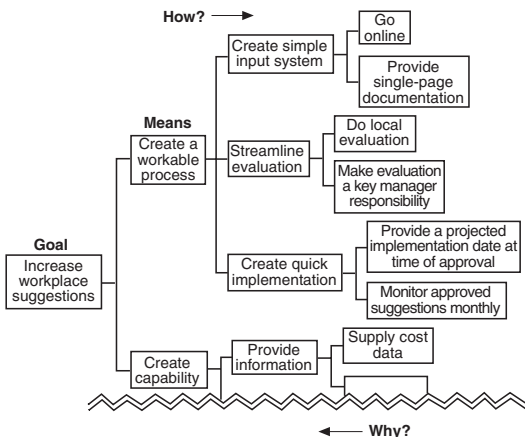 How?
Go
online
Create simple
input system
Provide
single-page
documentation
Means
Create a
workable
process
Do local
evaluation
Streamline
evaluation
Make evaluation
a key manager
responsibility
Goal
Increase
workplace
suggestions
Provide a projected
implementation date at
time of approval
Create quick
implementation
Monitor approved
suggestions monthly
Create
capability
Provide
information
Supply cost
data
Why?